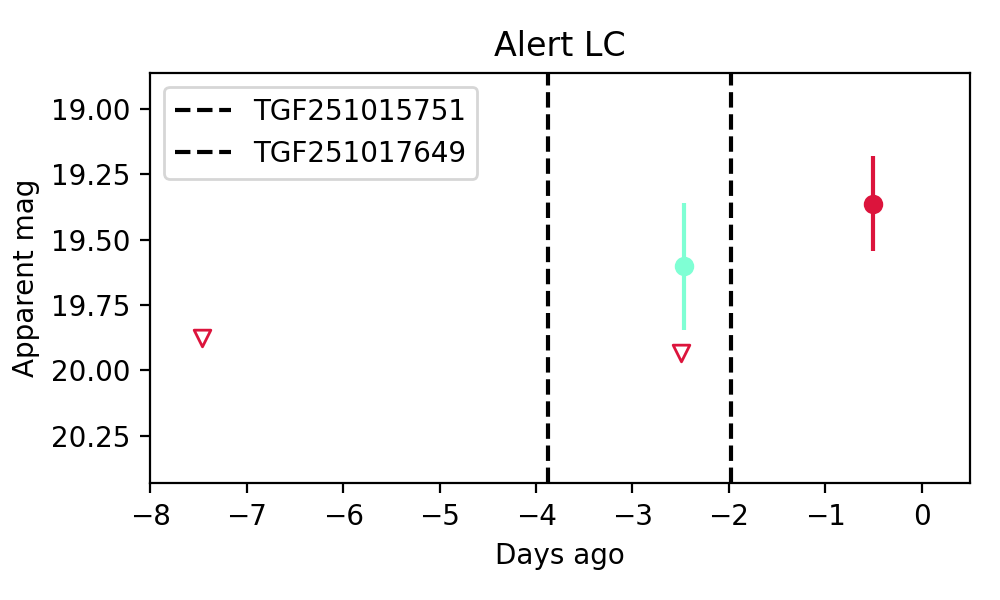 Alert LC
TGF251015751
TGF251017649
Apparent mag
19.00
19.25
19.50
19.75
20.00
20.25
−8 −7 −6 −5 −4 −3 −2 −1 0
Days ago